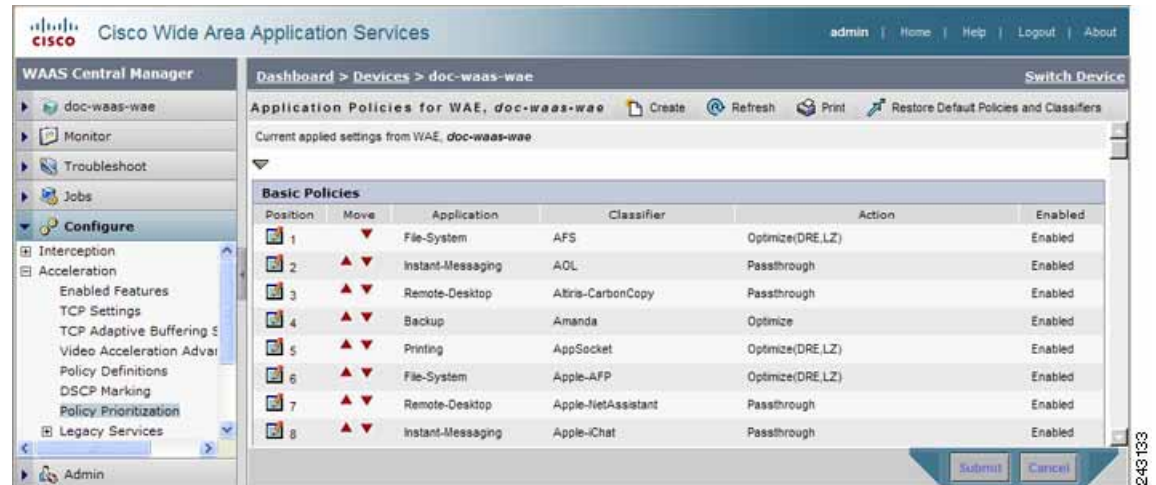 CISCO Cisco Wide Area Application Services admin | Home | Help | Logout | About
WAAS Central Manager
Dashboard > Devices > doc-waas-wae Switch Device
doc-waas-wae
Monitor
Troubleshoot
Jobs
Configure
Interception
Acceleration
Enabled Features
TCP Settings
TCP Adaptive Buffering S
Video Acceleration Advan
Policy Definitions
DSCP Marking
Policy Prioritization
Legacy Services
Admin
Application Policies for WAE, doc-waas-wae Create Refresh Print Restore Default Policies and Classifiers
Current applied settings from WAE, doc-waas-wae
Basic Policies
Position Move Application Classifier Action Enabled
1 File-System AFS Optimize(DRE,LZ) Enabled
2 Instant-Messaging AOL Passthrough Enabled
3 Remote-Desktop Altiris-CarbonCopy Passthrough Enabled
4 Backup Amanda Optimize Enabled
5 Printing AppSocket Optimize(DRE,LZ) Enabled
6 File-System Apple-AFP Optimize(DRE,LZ) Enabled
7 Remote-Desktop Apple-NetAssistant Passthrough Enabled
8 Instant-Messaging Apple-iChat Passthrough Enabled
Submit Cancel
243133